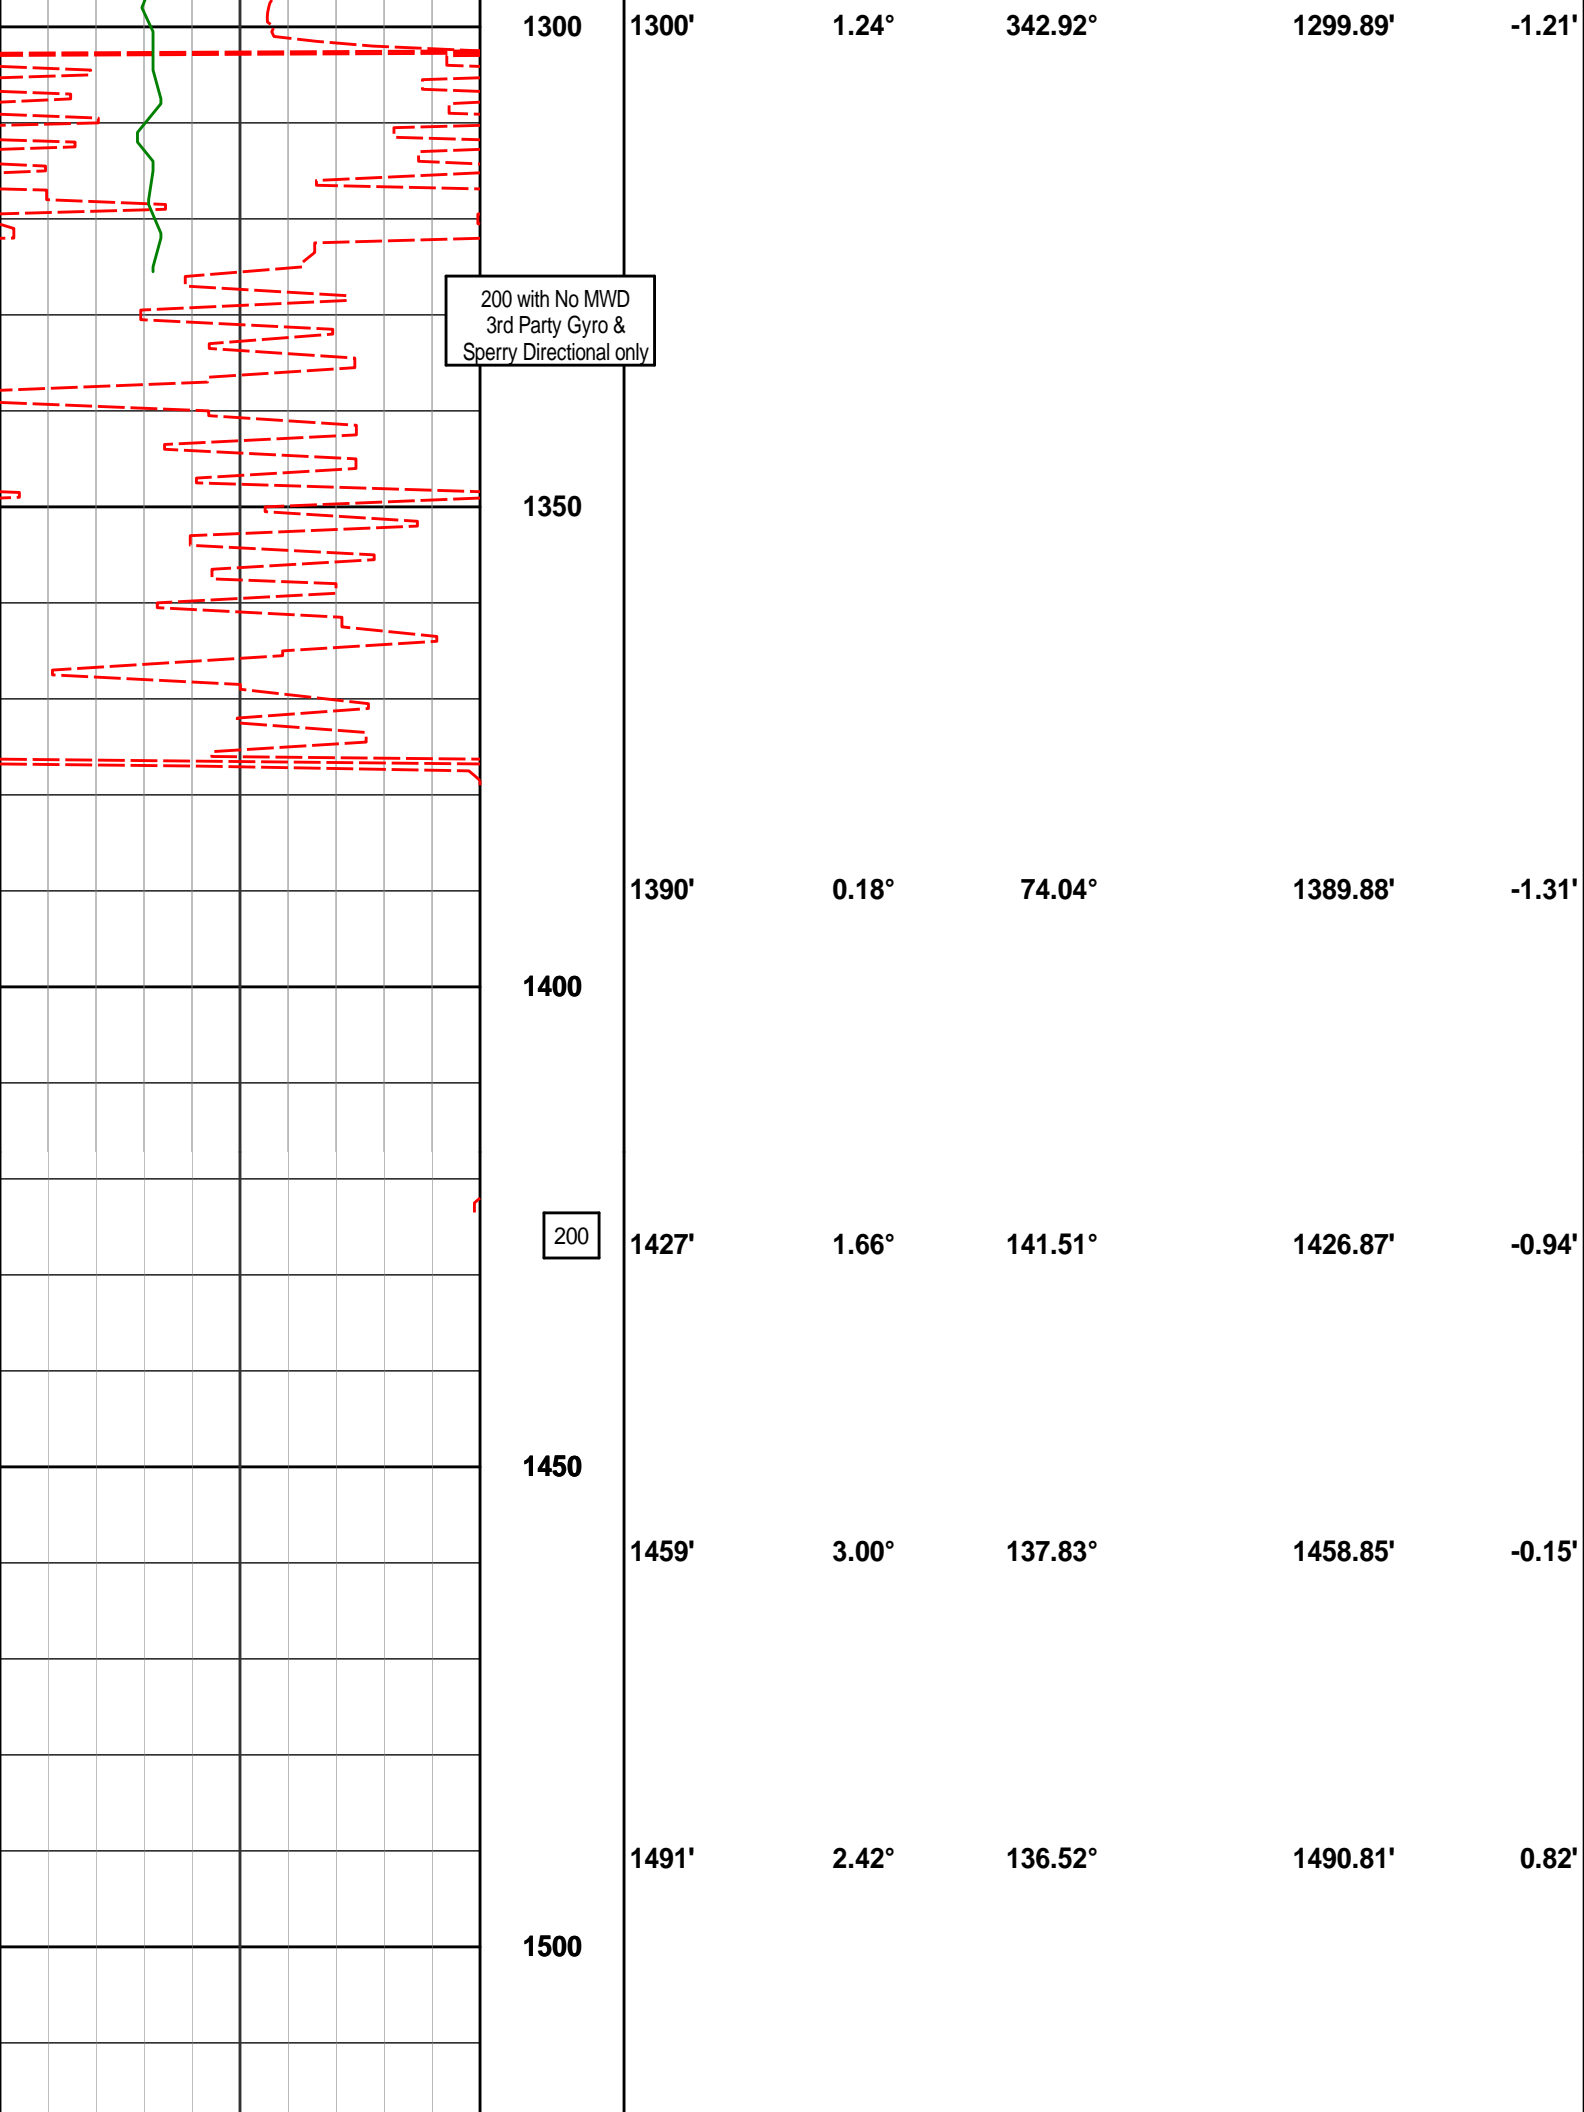 1300 1300' 1.24° 342.92° 1299.89' -1.21'
200 with No MWD
3rd Party Gyro &
Sperry Directional only
1350
1390' 0.18° 74.04° 1389.88' -1.31'
1400
200 1427' 1.66° 141.51° 1426.87' -0.94'
1450
1459' 3.00° 137.83° 1458.85' -0.15'
1491' 2.42° 136.52° 1490.81' 0.82'
1500